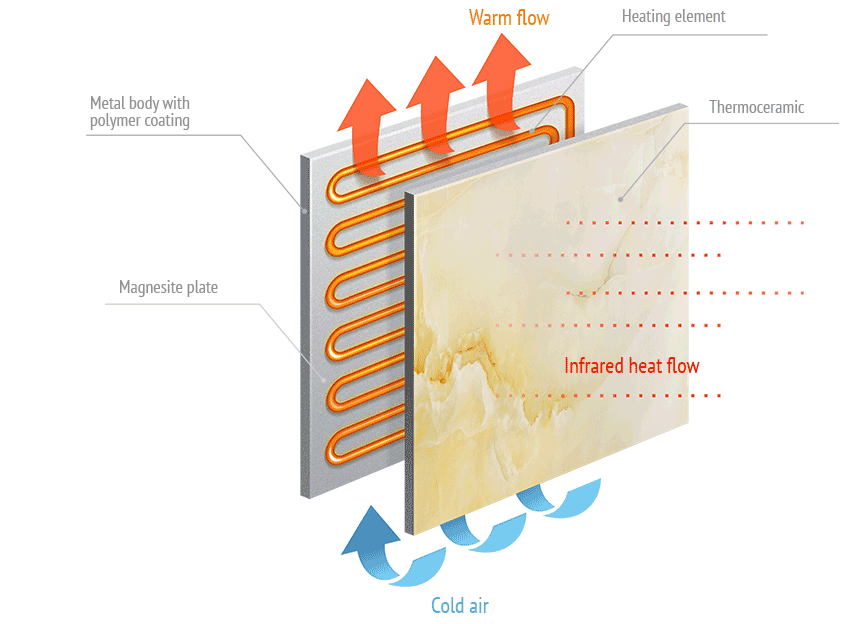 Warm flow
Heating element
Metal body with
polymer coating
Thermoceramic
Magnesite plate
Infrared heat flow
Cold air